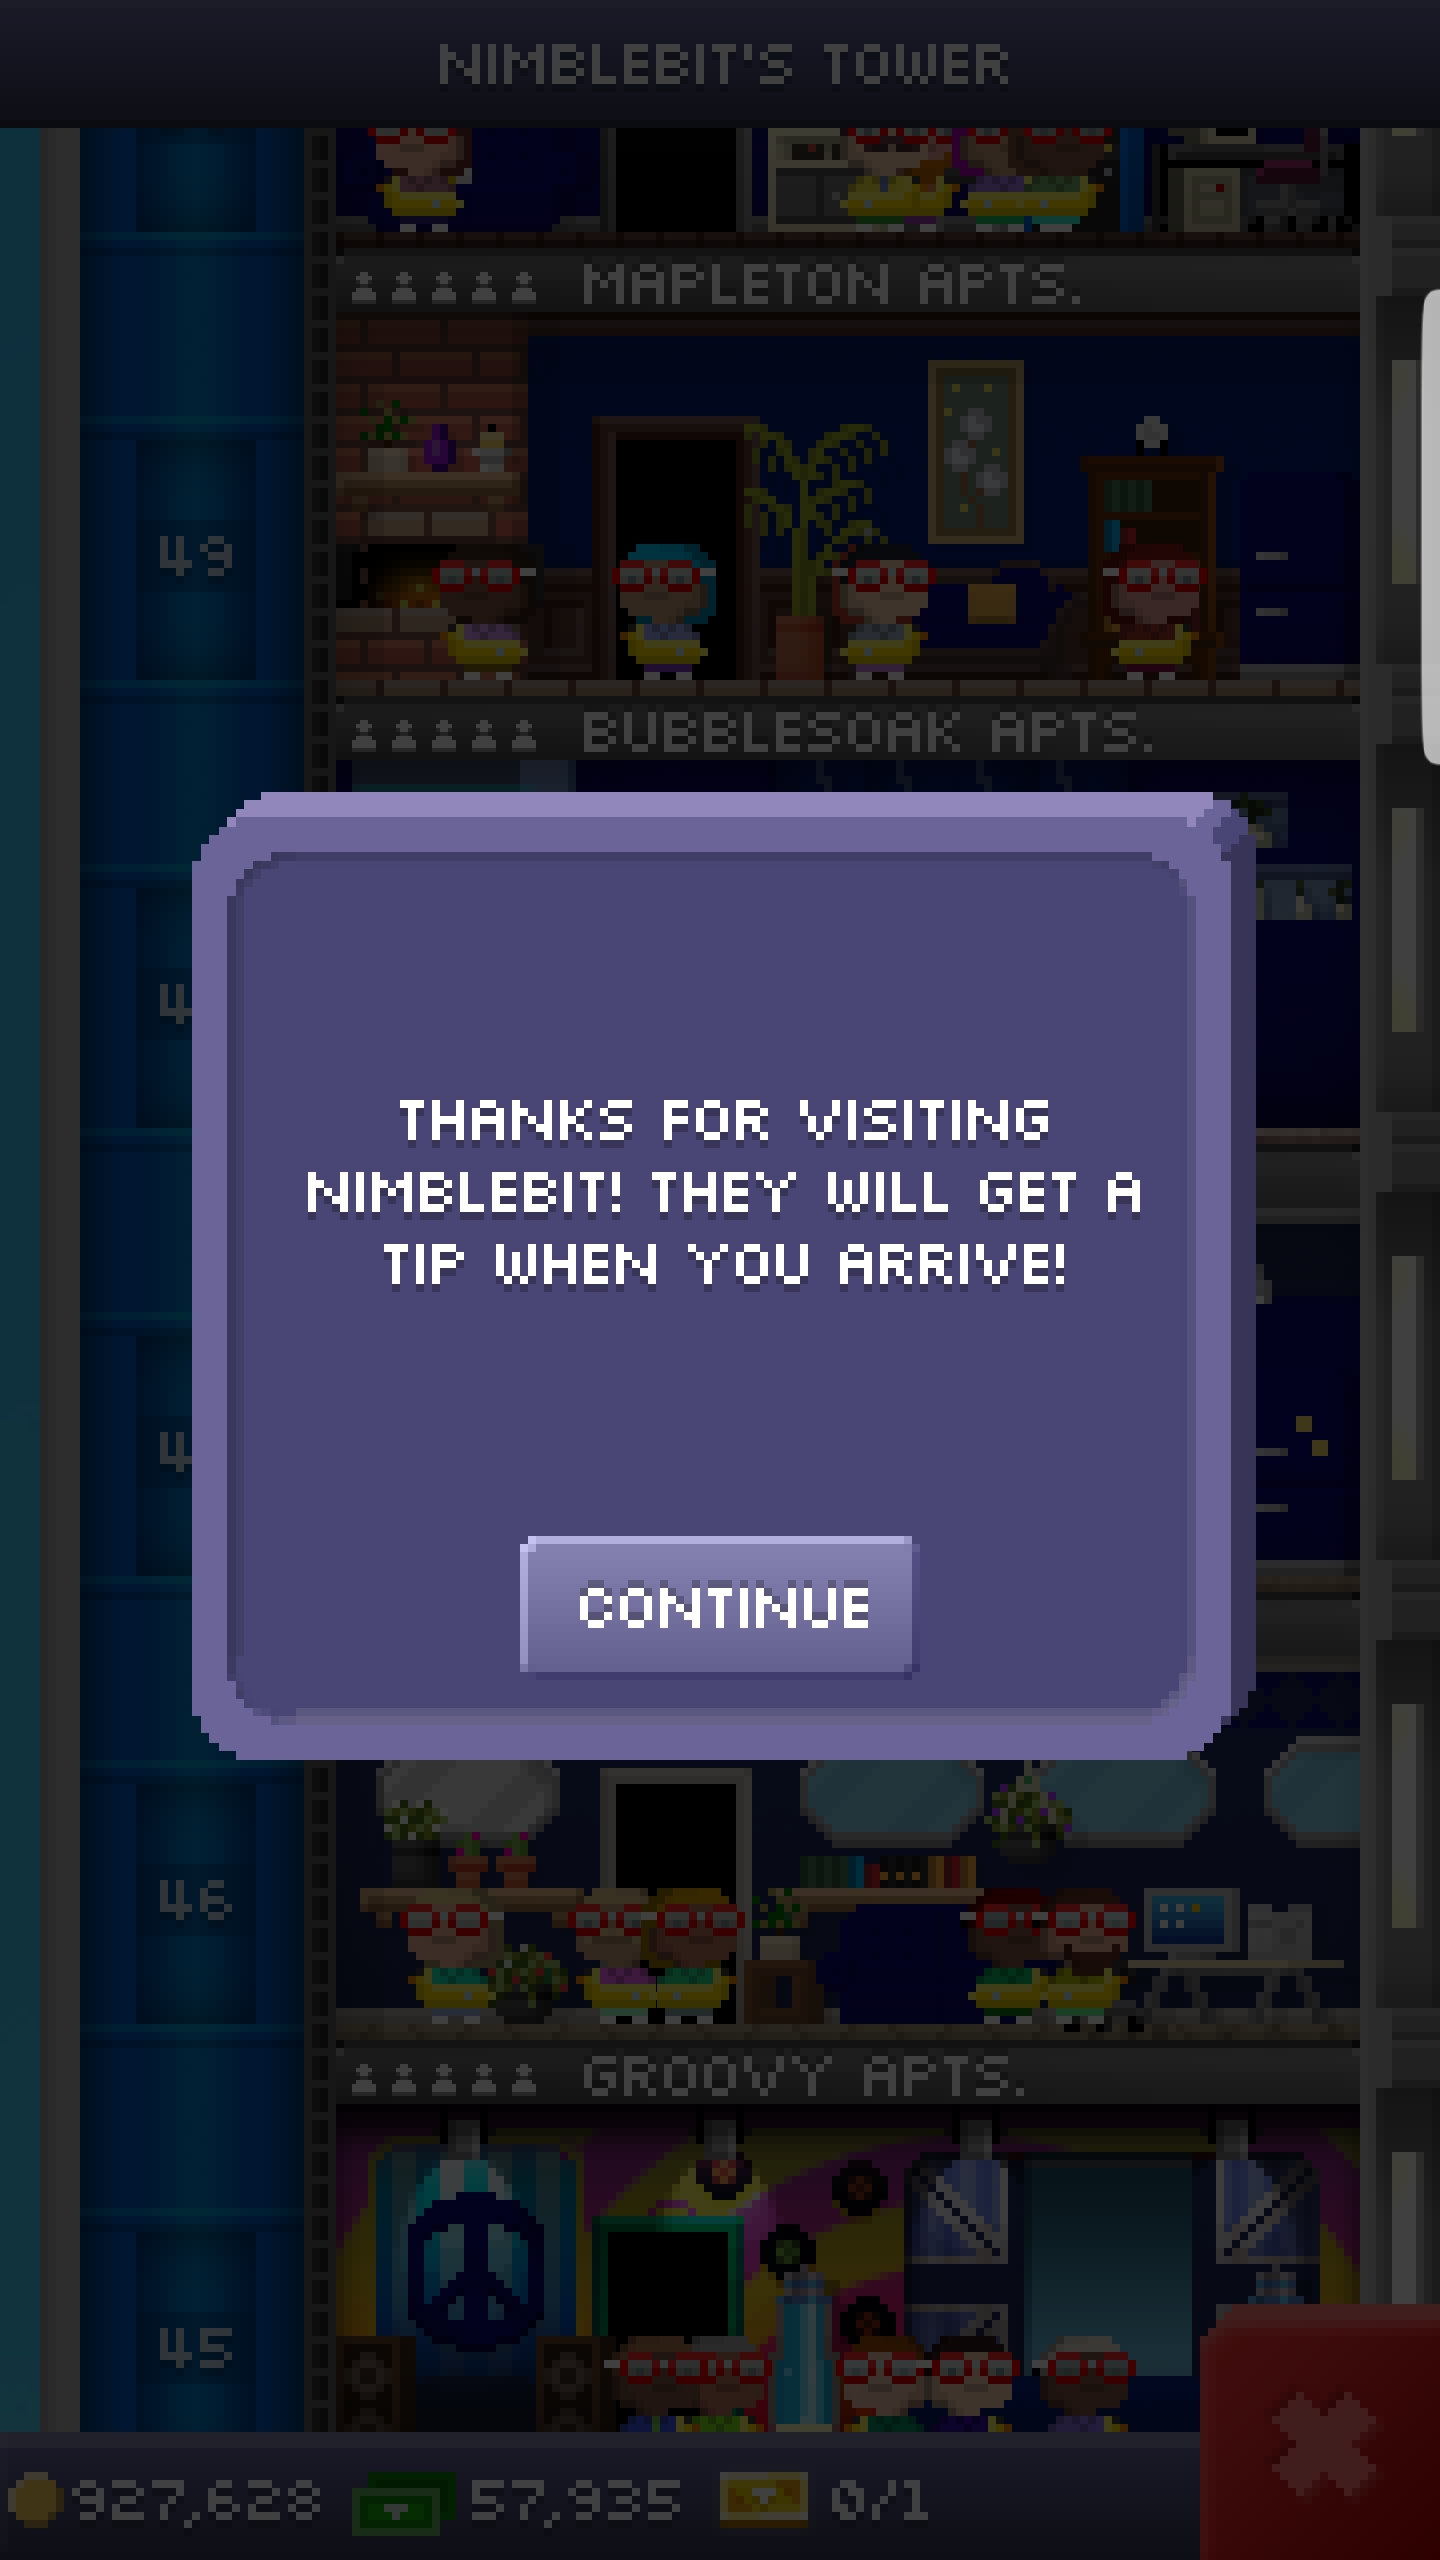 NIMBLEBIT'S TOWER
MAPLETON APTS.
49
BUBBLESOAK APTS.
THANKS FOR VISITING
NIMBLEBIT! THEY WILL GET A
TIP WHEN YOU ARRIVE!
CONTINUE
46
GROOVY APTS.
45
927,628 57,935 0/1